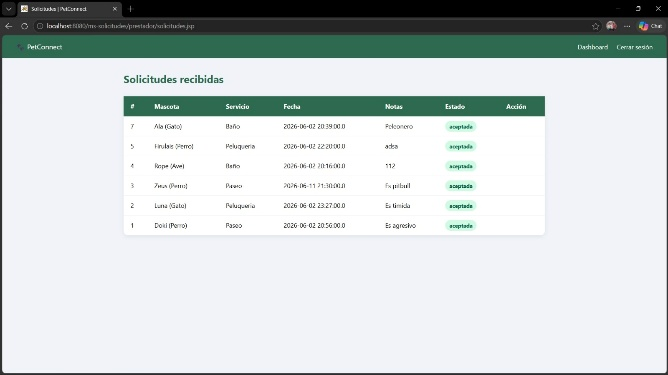 Solicitudes | PetConnect
localhost:8080/ms-solicitudes/prestador/solicitudes.jsp
Chat
PetConnect
Dashboard Cerrar sesión
Solicitudes recibidas
# Mascota Servicio Fecha Notas Estado Acción
7 Ala (Gato) Baño 2026-06-02 20:39:00.0 Peleonero aceptada
5 Firulais (Perro) Peluqueria 2026-06-02 22:20:00.0 adsa aceptada
4 Rope (Ave) Baño 2026-06-02 20:16:00.0 112 aceptada
3 Zeus (Perro) Paseo 2026-06-11 21:30:00.0 Es pitbull aceptada
2 Luna (Gato) Peluqueria 2026-06-02 23:27:00.0 Es timida aceptada
1 Doki (Perro) Paseo 2026-06-02 20:56:00.0 Es agresivo aceptada